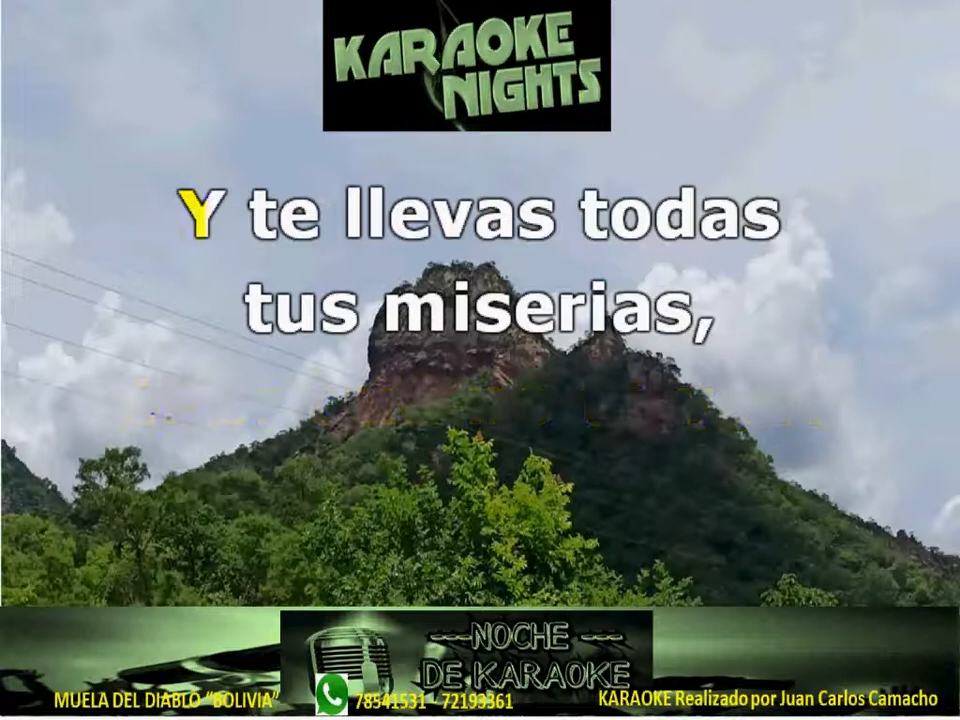 KARAOKE
NIGHTS
Y te llevas todas
tus miserias,
---NOCHE ---
DE KARAOKE
MUELA DEL DIABLO "BOLIVIA"
78541531 - 72193361
KARAOKE Realizado por Juan Carlos Camacho